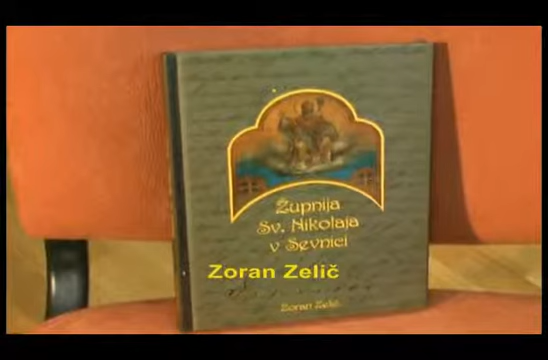 Župnija
Sv. Nikolaja
v Sevnici
Zoran Zelič
Zoran Zelič